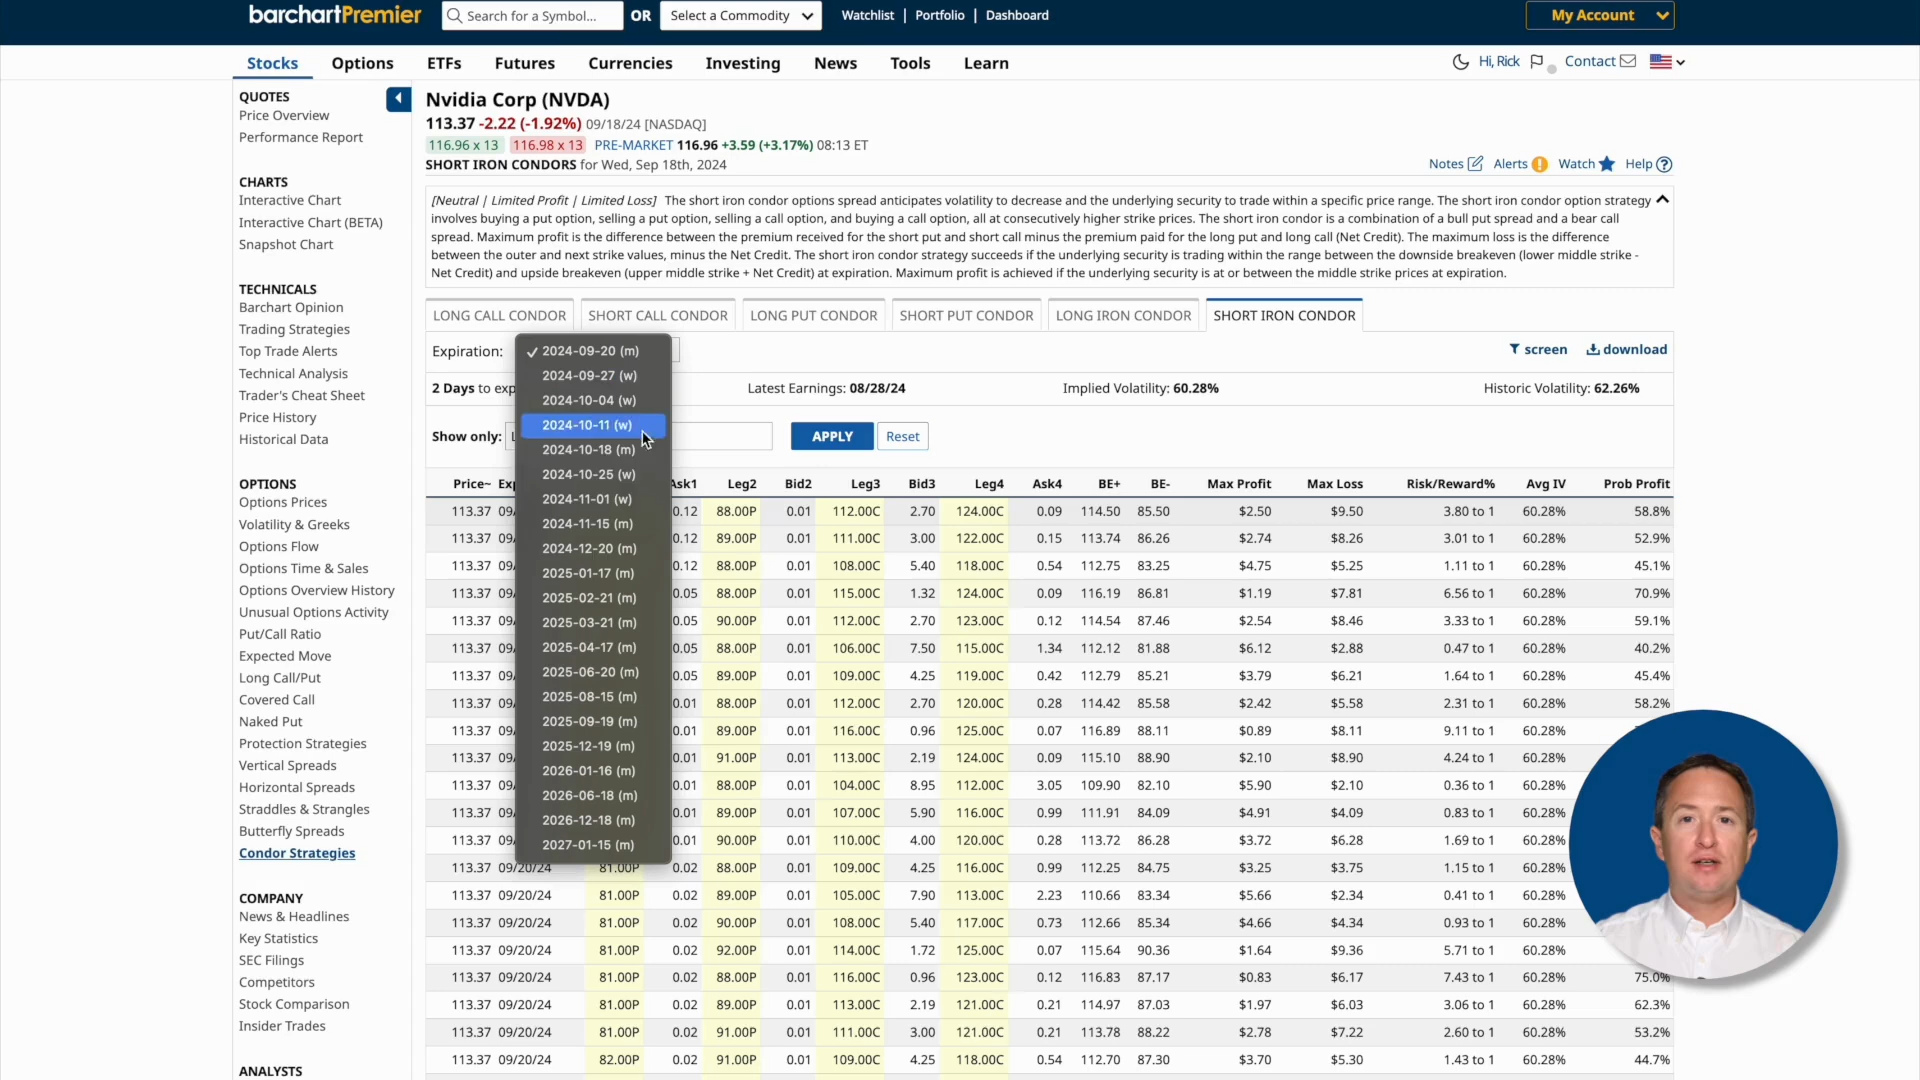 barchartPremier
Search for a Symbol...
OR
Select a Commodity
Watchlist | Portfolio | Dashboard
My Account
Stocks Options ETFs Futures Currencies Investing News Tools Learn
Hi, Rick
Contact
QUOTES
Price Overview
Performance Report
CHARTS
Interactive Chart
Interactive Chart (BETA)
Snapshot Chart
TECHNICALS
Barchart Opinion
Trading Strategies
Top Trade Alerts
Technical Analysis
Trader's Cheat Sheet
Price History
Historical Data
OPTIONS
Options Prices
Volatility & Greeks
Options Flow
Options Time & Sales
Options Overview History
Unusual Options Activity
Put/Call Ratio
Expected Move
Long Call/Put
Covered Call
Naked Put
Protection Strategies
Vertical Spreads
Horizontal Spreads
Straddles & Strangles
Butterfly Spreads
Condor Strategies
COMPANY
News & Headlines
Key Statistics
SEC Filings
Competitors
Stock Comparison
Insider Trades
ANALYSTS
Nvidia Corp (NVDA)
113.37 -2.22 (-1.92%) 09/18/24 [NASDAQ]
116.96 x 13 116.98 x 13 PRE-MARKET 116.96 +3.59 (+3.17%) 08:13 ET
SHORT IRON CONDORS for Wed, Sep 18th, 2024
Notes Alerts Watch Help
[Neutral | Limited Profit | Limited Loss] The short iron condor options spread anticipates volatility to decrease and the underlying security to trade within a specific price range. The short iron condor option strategy
involves buying a put option, selling a put option, selling a call option, and buying a call option, all at consecutively higher strike prices. The short iron condor is a combination of a bull put spread and a bear call
spread. Maximum profit is the difference between the premium received for the short put and short call minus the premium paid for the long put and long call (Net Credit). The maximum loss is the difference
between the outer and next strike values, minus the Net Credit. The short iron condor strategy succeeds if the underlying security is trading within the range between the downside breakeven (lower middle strike -
Net Credit) and upside breakeven (upper middle strike + Net Credit) at expiration. Maximum profit is achieved if the underlying security is at or between the middle strike prices at expiration.
LONG CALL CONDOR SHORT CALL CONDOR LONG PUT CONDOR SHORT PUT CONDOR LONG IRON CONDOR SHORT IRON CONDOR
Expiration:
screen download
2 Days to exp
Latest Earnings: 08/28/24 Implied Volatility: 60.28% Historic Volatility: 62.26%
Show only:
APPLY Reset
✓ 2024-09-20 (m)
2024-09-27 (w)
2024-10-04 (w)
2024-10-11 (w)
2024-10-18 (m)
2024-10-25 (w)
2024-11-01 (w)
2024-11-15 (m)
2024-12-20 (m)
2025-01-17 (m)
2025-02-21 (m)
2025-03-21 (m)
2025-04-17 (m)
2025-06-20 (m)
2025-08-15 (m)
2025-09-19 (m)
2025-12-19 (m)
2026-01-16 (m)
2026-06-18 (m)
2026-12-18 (m)
2027-01-15 (m)
Price~ Exp Ask1 Leg2 Bid2 Leg3 Bid3 Leg4 Ask4 BE+ BE- Max Profit Max Loss Risk/Reward% Avg IV Prob Profit
113.37 09/ 0.12 88.00P 0.01 112.00C 2.70 124.00C 0.09 114.50 85.50 $2.50 $9.50 3.80 to 1 60.28% 58.8%
113.37 09/ 0.12 89.00P 0.01 111.00C 3.00 122.00C 0.15 113.74 86.26 $2.74 $8.26 3.01 to 1 60.28% 52.9%
113.37 09/ 0.12 88.00P 0.01 108.00C 5.40 118.00C 0.54 112.75 83.25 $4.75 $5.25 1.11 to 1 60.28% 45.1%
113.37 09/ 0.05 88.00P 0.01 115.00C 1.32 124.00C 0.09 116.19 86.81 $1.19 $7.81 6.56 to 1 60.28% 70.9%
113.37 09/ 0.05 90.00P 0.01 112.00C 2.70 123.00C 0.12 114.54 87.46 $2.54 $8.46 3.33 to 1 60.28% 59.1%
113.37 09/ 0.05 88.00P 0.01 106.00C 7.50 115.00C 1.34 112.12 81.88 $6.12 $2.88 0.47 to 1 60.28% 40.2%
113.37 09/ 0.05 89.00P 0.01 109.00C 4.25 119.00C 0.42 112.79 85.21 $3.79 $6.21 1.64 to 1 60.28% 45.4%
113.37 09/ 0.01 88.00P 0.01 112.00C 2.70 120.00C 0.28 114.42 85.58 $2.42 $5.58 2.31 to 1 60.28% 58.2%
113.37 09/ 0.01 89.00P 0.01 116.00C 0.96 125.00C 0.07 116.89 88.11 $0.89 $8.11 9.11 to 1 60.28%
113.37 09/ 0.01 91.00P 0.01 113.00C 2.19 124.00C 0.09 115.10 88.90 $2.10 $8.90 4.24 to 1 60.28%
113.37 09/ 0.01 88.00P 0.01 104.00C 8.95 112.00C 3.05 109.90 82.10 $5.90 $2.10 0.36 to 1 60.28%
113.37 09/ 0.01 89.00P 0.01 107.00C 5.90 116.00C 0.99 111.91 84.09 $4.91 $4.09 0.83 to 1 60.28%
113.37 09/ 0.01 90.00P 0.01 110.00C 4.00 120.00C 0.28 113.72 86.28 $3.72 $6.28 1.69 to 1 60.28%
113.37 09/20/24 81.00P 0.02 88.00P 0.01 109.00C 4.25 116.00C 0.99 112.25 84.75 $3.25 $3.75 1.15 to 1 60.28%
113.37 09/20/24 81.00P 0.02 89.00P 0.01 105.00C 7.90 113.00C 2.23 110.66 83.34 $5.66 $2.34 0.41 to 1 60.28%
113.37 09/20/24 81.00P 0.02 90.00P 0.01 108.00C 5.40 117.00C 0.73 112.66 85.34 $4.66 $4.34 0.93 to 1 60.28%
113.37 09/20/24 81.00P 0.02 92.00P 0.01 114.00C 1.72 125.00C 0.07 115.64 90.36 $1.64 $9.36 5.71 to 1 60.28%
113.37 09/20/24 81.00P 0.02 88.00P 0.01 116.00C 0.96 123.00C 0.12 116.83 87.17 $0.83 $6.17 7.43 to 1 60.28% 75.0%
113.37 09/20/24 81.00P 0.02 89.00P 0.01 113.00C 2.19 121.00C 0.21 114.97 87.03 $1.97 $6.03 3.06 to 1 60.28% 62.3%
113.37 09/20/24 81.00P 0.02 91.00P 0.01 111.00C 3.00 121.00C 0.21 113.78 88.22 $2.78 $7.22 2.60 to 1 60.28% 53.2%
113.37 09/20/24 82.00P 0.02 91.00P 0.01 109.00C 4.25 118.00C 0.54 112.70 87.30 $3.70 $5.30 1.43 to 1 60.28% 44.7%